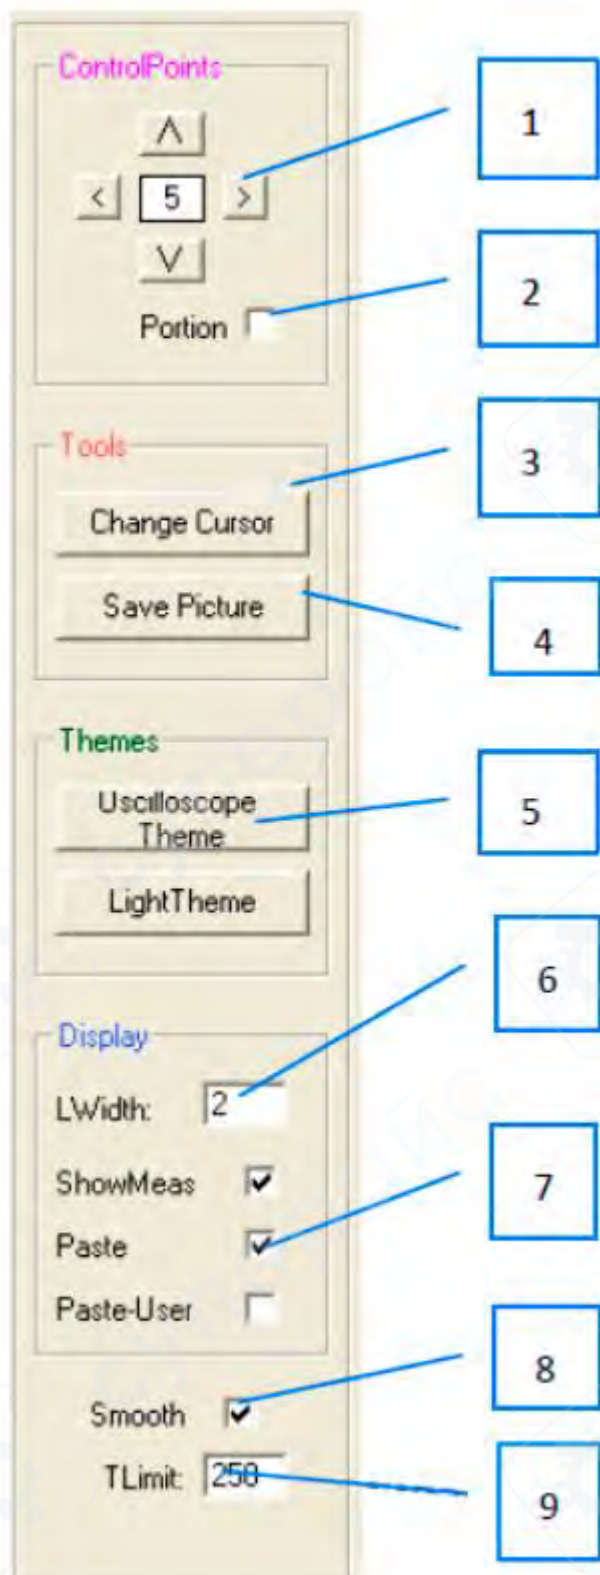 ControlPoints
1
∧
< 5 >
∨
2
Portion
3
Tools
Change Cursor
Save Picture
4
Themes
Uscilloscope
Theme
5
LightTheme
6
Display
LWidth: 2
ShowMeas
7
Paste
Paste-User
8
Smooth
TLimit: 250
9